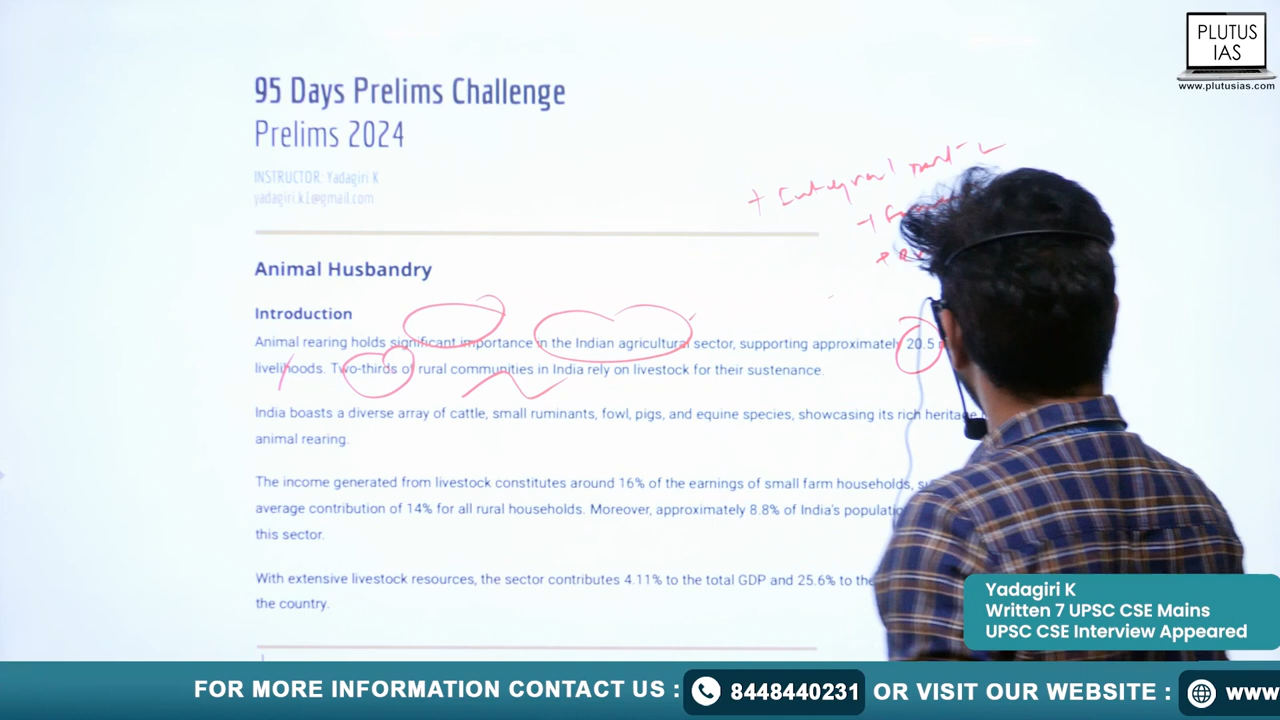 PLUTUS
IAS
www.plutusias.com
95 Days Prelims Challenge
Prelims 2024
INSTRUCTOR: Yadagiri K
yadagiri.k1@gmail.com
+ Integral part
Animal Husbandry
Introduction
Animal rearing holds significant importance in the Indian agricultural sector, supporting approximately 20.5
livelihoods. Two-thirds of rural communities in India rely on livestock for their sustenance.
India boasts a diverse array of cattle, small ruminants, fowl, pigs, and equine species, showcasing its rich heritage
animal rearing.
The income generated from livestock constitutes around 16% of the earnings of small farm households,
average contribution of 14% for all rural households. Moreover, approximately 8.8% of India's
this sector.
With extensive livestock resources, the sector contributes 4.11% to the total GDP and 25.6% to the
the country.
Yadagiri K
Written 7 UPSC CSE Mains
UPSC CSE Interview Appeared
FOR MORE INFORMATION CONTACT US : 8448440231 OR VISIT OUR WEBSITE : www